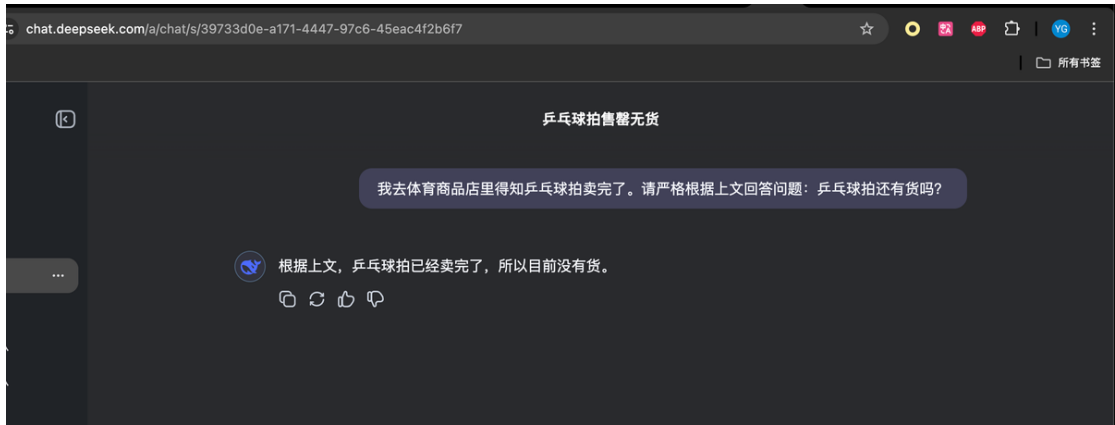 chat.deepseek.com/a/chat/s/39733d0e-a171-4447-97c6-45eac4f2b6f7
ABP
YG
所有书签
乒乓球拍售罄无货
我去体育商品店里得知乒乓球拍卖完了。请严格根据上文回答问题：乒乓球拍还有货吗？
根据上文，乒乓球拍已经卖完了，所以目前没有货。